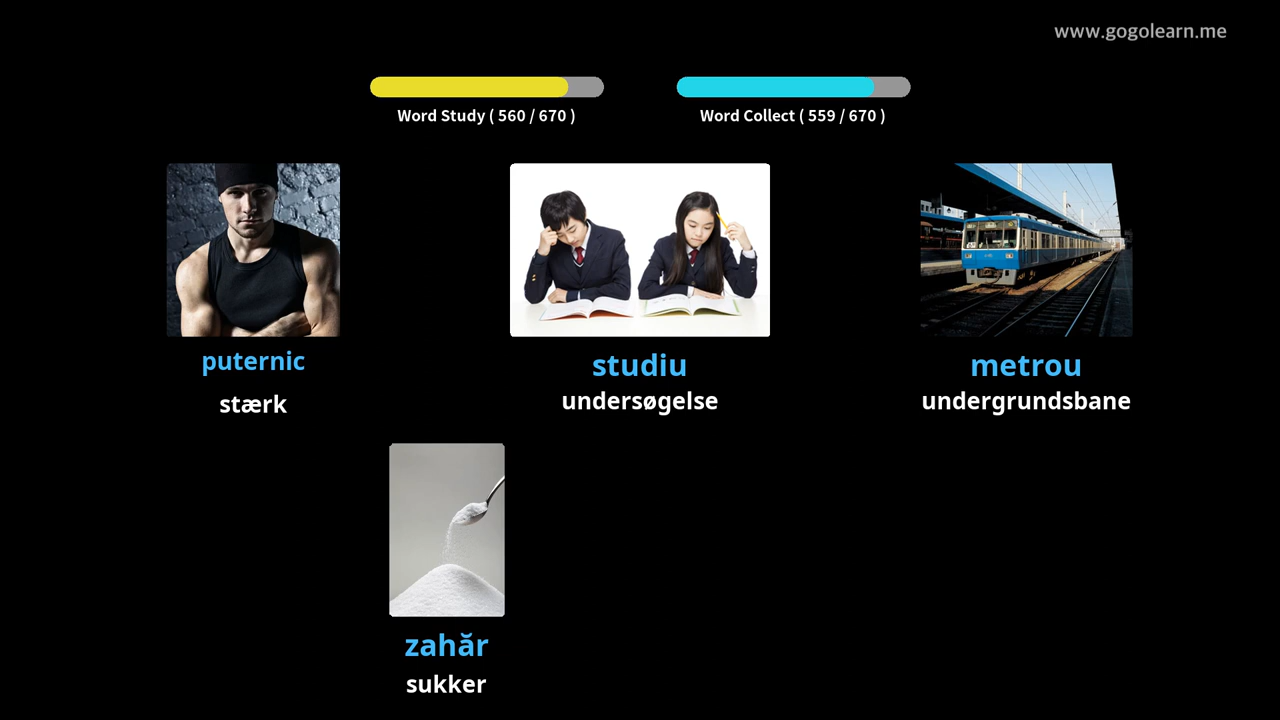 www.gogolearn.me
Word Study ( 560 / 670 )
Word Collect ( 559 / 670 )
puternic
stærk
studiu
undersøgelse
metrou
undergrundsbane
zahăr
sukker